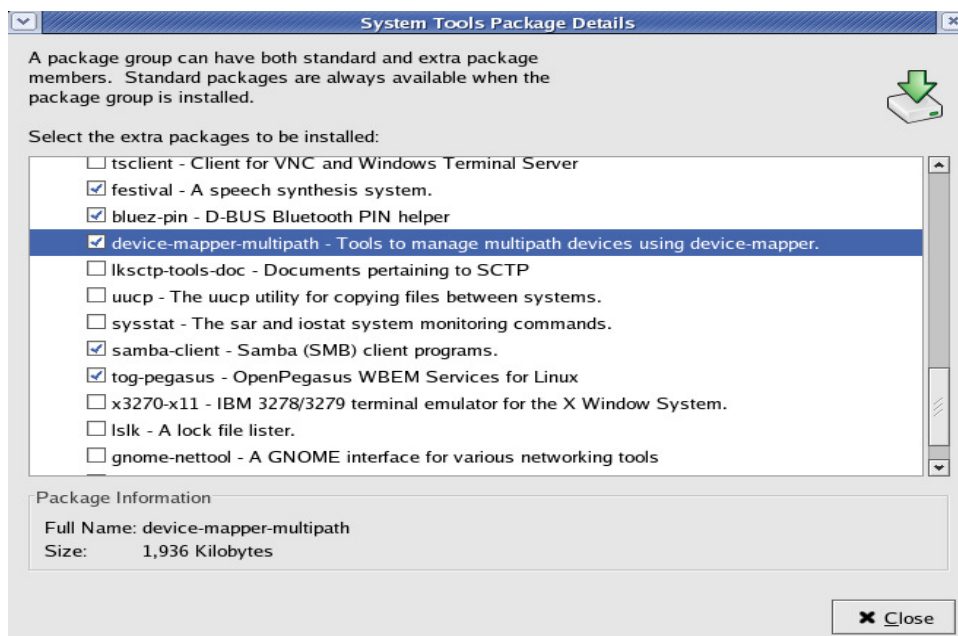 System Tools Package Details
A package group can have both standard and extra package
members.  Standard packages are always available when the
package group is installed.
Select the extra packages to be installed:
tsclient - Client for VNC and Windows Terminal Server
festival - A speech synthesis system.
bluez-pin - D-BUS Bluetooth PIN helper
device-mapper-multipath - Tools to manage multipath devices using device-mapper.
lksctp-tools-doc - Documents pertaining to SCTP
uucp - The uucp utility for copying files between systems.
sysstat - The sar and iostat system monitoring commands.
samba-client - Samba (SMB) client programs.
tog-pegasus - OpenPegasus WBEM Services for Linux
x3270-x11 - IBM 3278/3279 terminal emulator for the X Window System.
lslk - A lock file lister.
gnome-nettool - A GNOME interface for various networking tools
Package Information
Full Name: device-mapper-multipath
Size: 1,936 Kilobytes
Close